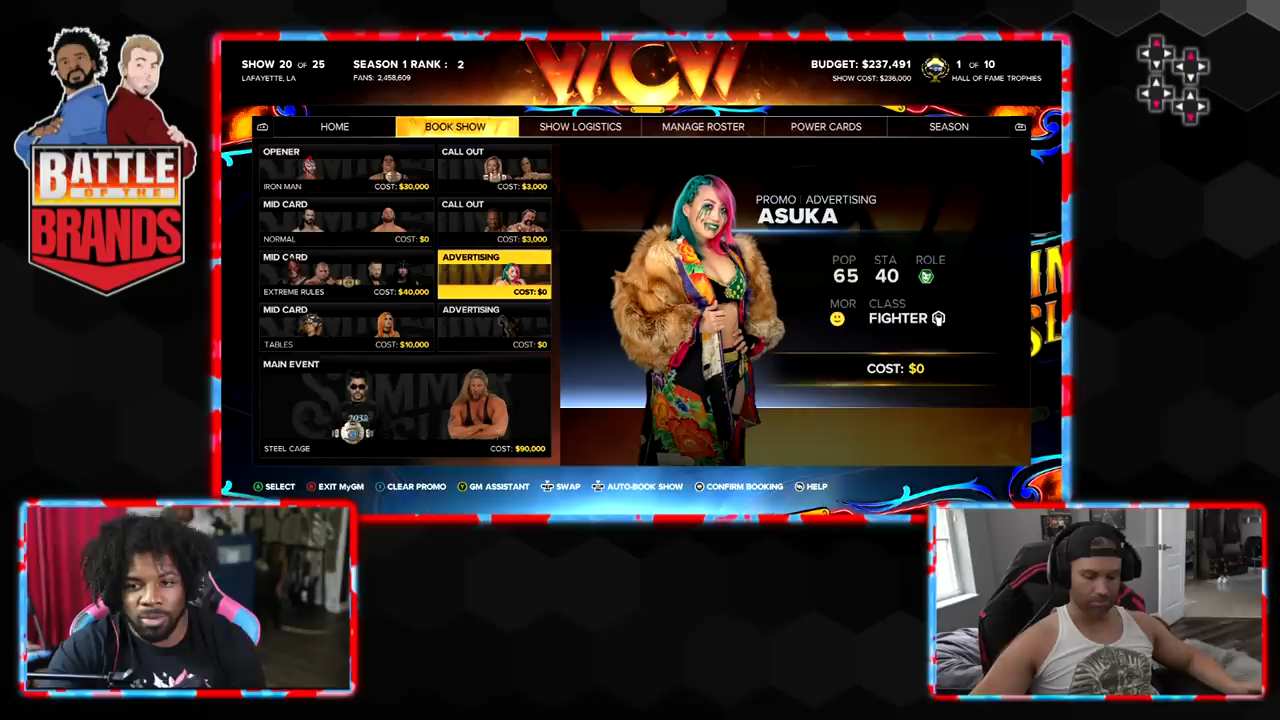 BATTLE
OF THE
BRANDS
SHOW 20 OF 25
LAFAYETTE, LA
SEASON 1 RANK : 2
FANS: 2,458,609
WCW
BUDGET: $237,491
SHOW COST: $236,000
1 OF 10
HALL OF FAME TROPHIES
HOME
BOOK SHOW
SHOW LOGISTICS
MANAGE ROSTER
POWER CARDS
SEASON
OPENER
IRON MAN COST: $30,000
CALL OUT
COST: $3,000
MID CARD
NORMAL COST: $0
CALL OUT
COST: $3,000
MID CARD
EXTREME RULES COST: $40,000
ADVERTISING
COST: $0
MID CARD
TABLES COST: $10,000
ADVERTISING
COST: $0
MAIN EVENT
STEEL CAGE COST: $90,000
PROMO | ADVERTISING
ASUKA
POP STA ROLE
65 40
MOR CLASS
FIGHTER
COST: $0
SELECT EXIT MyGM CLEAR PROMO GM ASSISTANT SWAP AUTO-BOOK SHOW CONFIRM BOOKING HELP